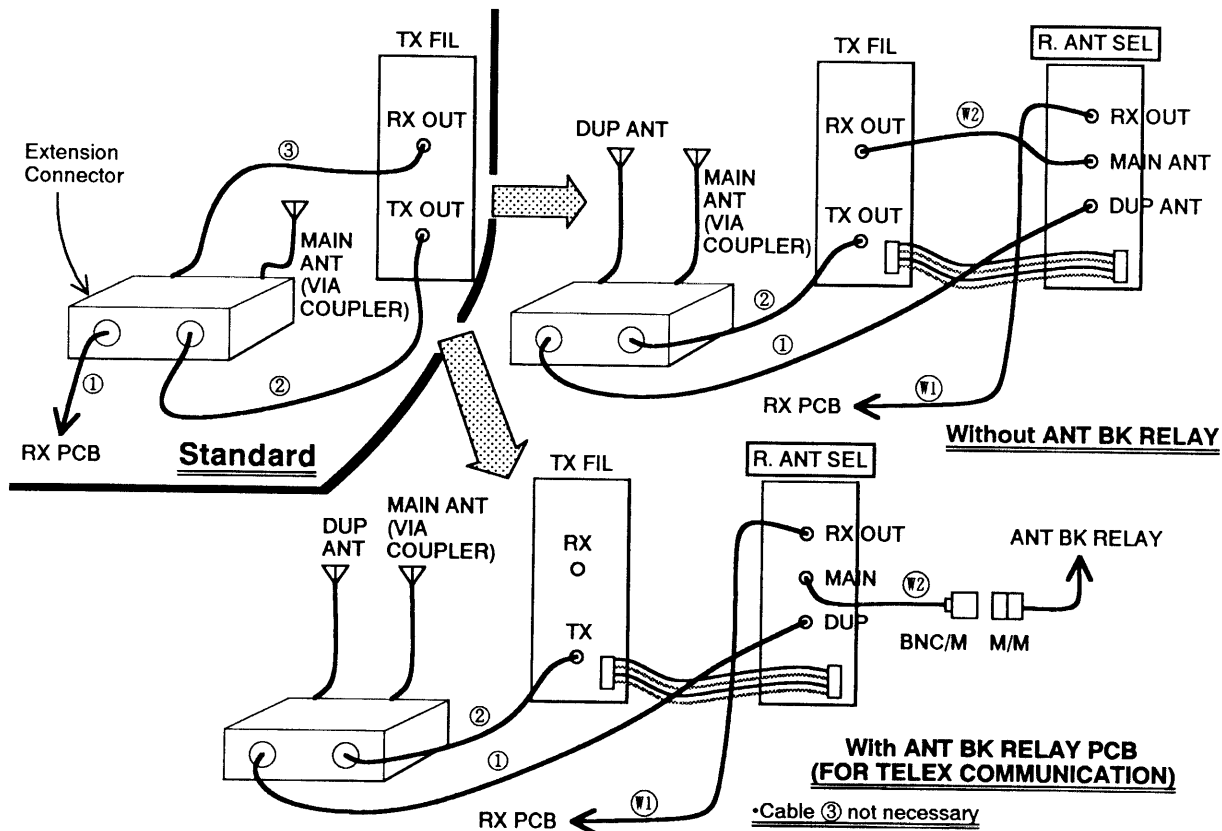 TX FIL
RX OUT
TX OUT
③
Extension
Connector
MAIN
ANT
(VIA
COUPLER)
①
②
RX PCB
Standard
DUP ANT
MAIN
ANT
(VIA
COUPLER)
TX FIL
RX OUT
TX OUT
R. ANT SEL
RX OUT
MAIN ANT
DUP ANT
W2
②
①
W1
RX PCB
Without ANT BK RELAY
DUP
ANT
MAIN ANT
(VIA
COUPLER)
TX FIL
RX
TX
R. ANT SEL
RX OUT
MAIN
DUP
W2
ANT BK RELAY
BNC/M
M/M
②
①
W1
RX PCB
With ANT BK RELAY PCB
(FOR TELEX COMMUNICATION)
•Cable ③ not necessary